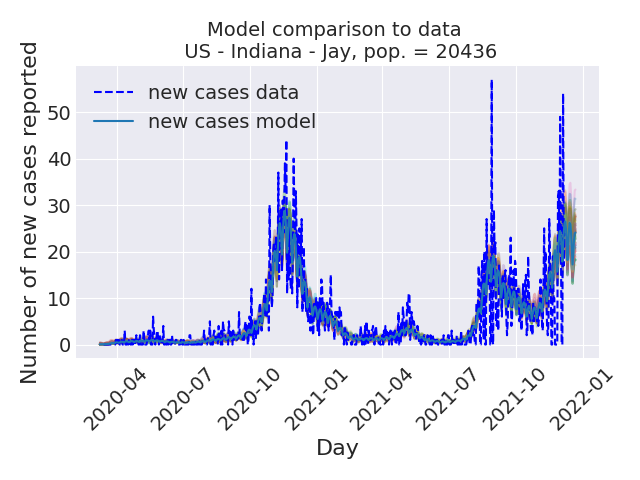 Model comparison to data
US - Indiana - Jay, pop. = 20436
Number of new cases reported
new cases data
new cases model
50
40
30
20
10
0
2020-04
2020-07
2020-10
2021-01
2021-04
2021-07
2021-10
2022-01
Day